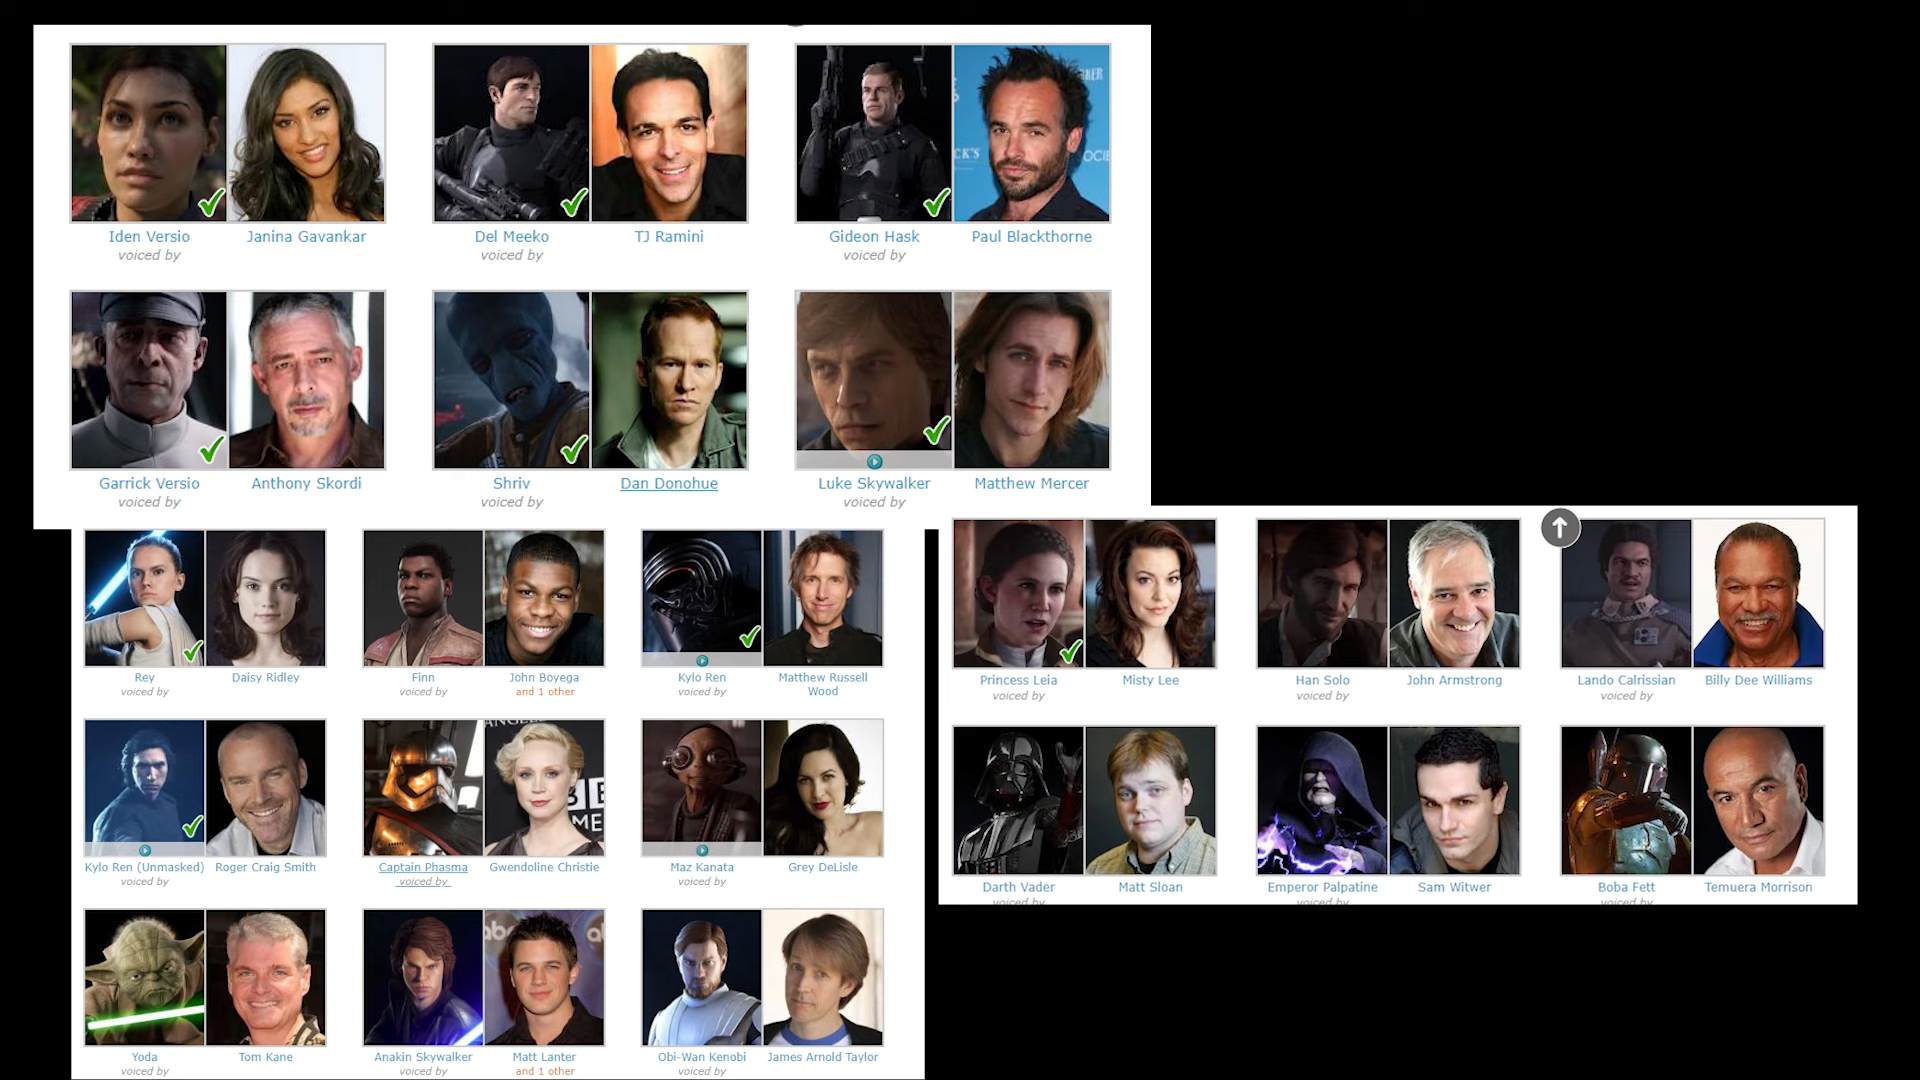 Iden Versio Janina Gavankar Del Meeko TJ Ramini Gideon Hask Paul Blackthorne
voiced by voiced by voiced by
Garrick Versio Anthony Skordi Shriv Dan Donohue Luke Skywalker Matthew Mercer
voiced by voiced by voiced by
Rey Daisy Ridley Finn John Boyega Kylo Ren Matthew Russell
voiced by voiced by and 1 other voiced by Wood
Kylo Ren (Unmasked) Roger Craig Smith Captain Phasma Gwendoline Christie Maz Kanata Grey DeLisle
voiced by voiced by voiced by
Yoda Tom Kane Anakin Skywalker Matt Lanter Obi-Wan Kenobi James Arnold Taylor
voiced by voiced by and 1 other voiced by
Princess Leia Misty Lee Han Solo John Armstrong Lando Calrissian Billy Dee Williams
voiced by voiced by voiced by
Darth Vader Matt Sloan Emperor Palpatine Sam Witwer Boba Fett Temuera Morrison
voiced by voiced by voiced by